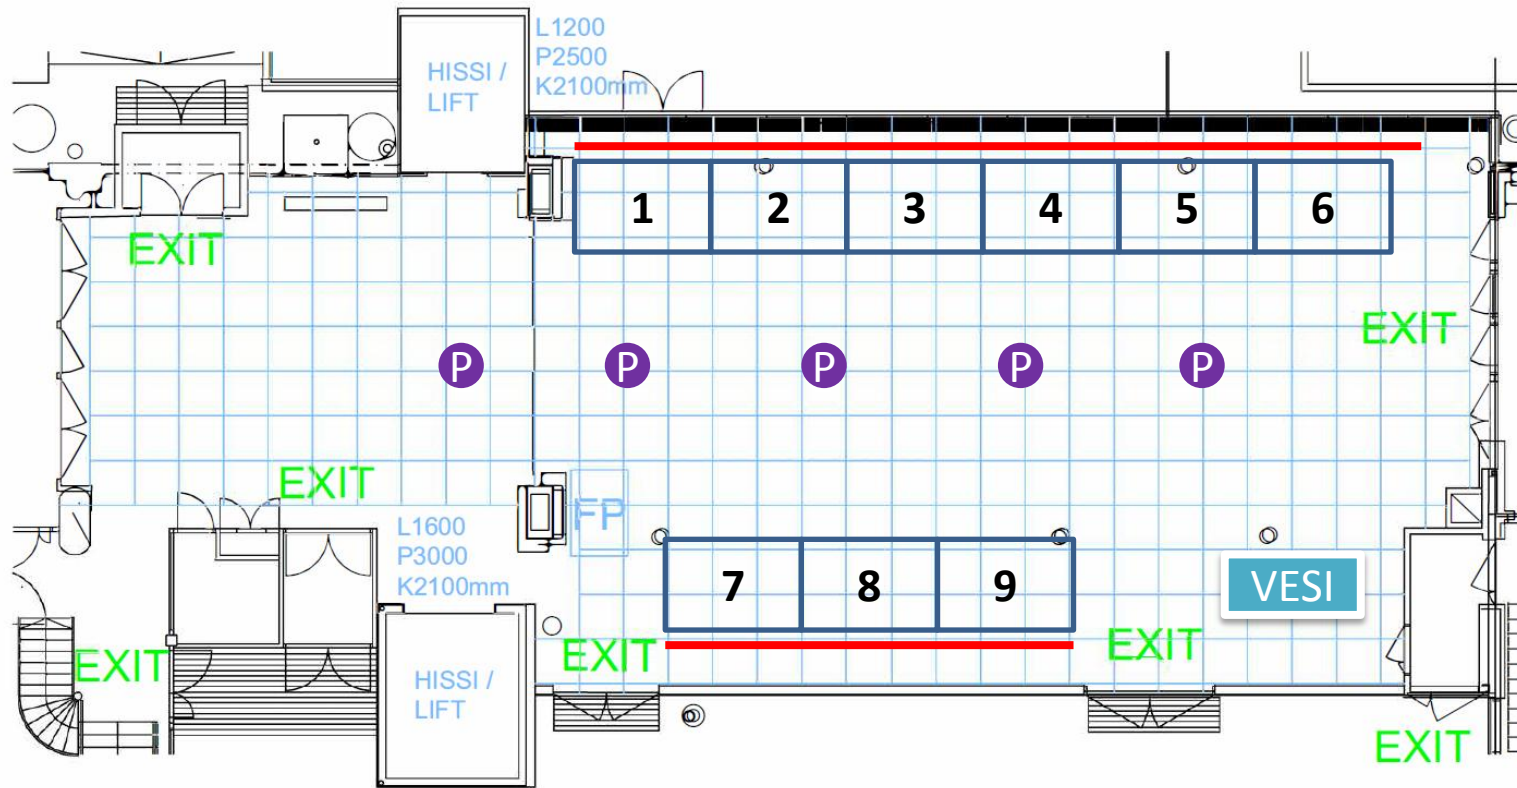 L1200
P2500
K2100mm
HISSI /
LIFT
1 2 3 4 5 6
EXIT
EXIT
P P P P P
EXIT
FP
L1600
P3000
K2100mm
7 8 9
VESI
EXIT
EXIT
EXIT
HISSI /
LIFT
EXIT